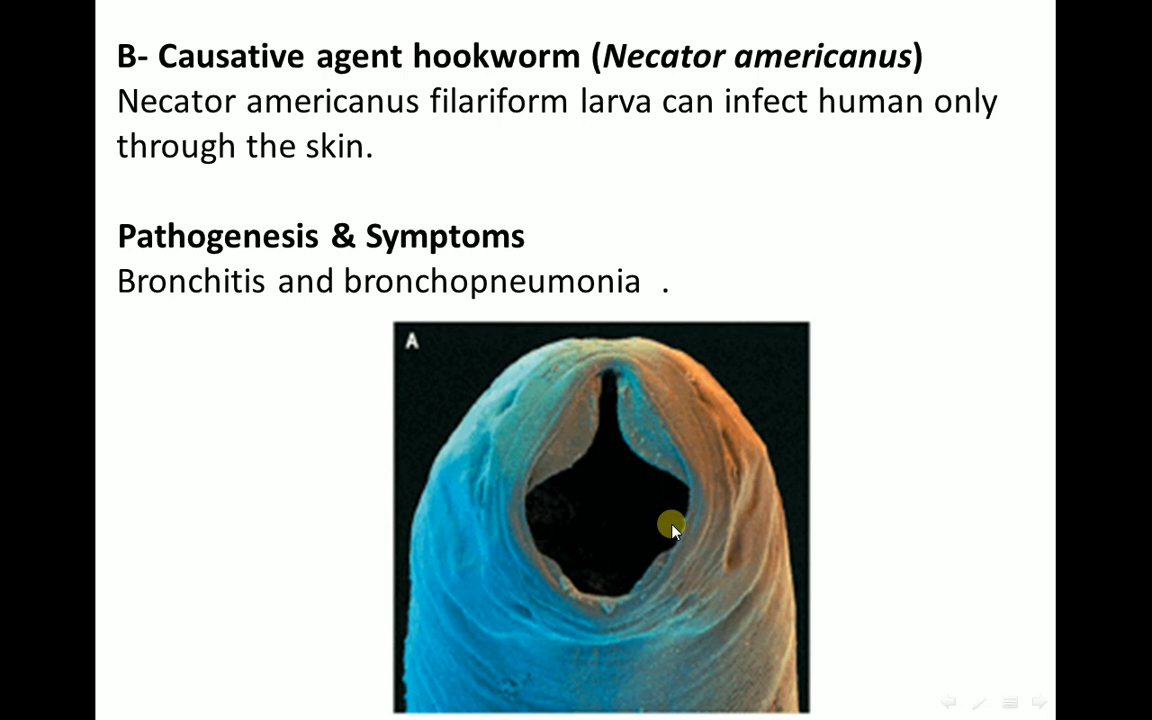 B- Causative agent hookworm (Necator americanus)
Necator americanus filariform larva can infect human only
through the skin.
Pathogenesis & Symptoms
Bronchitis and bronchopneumonia .
A